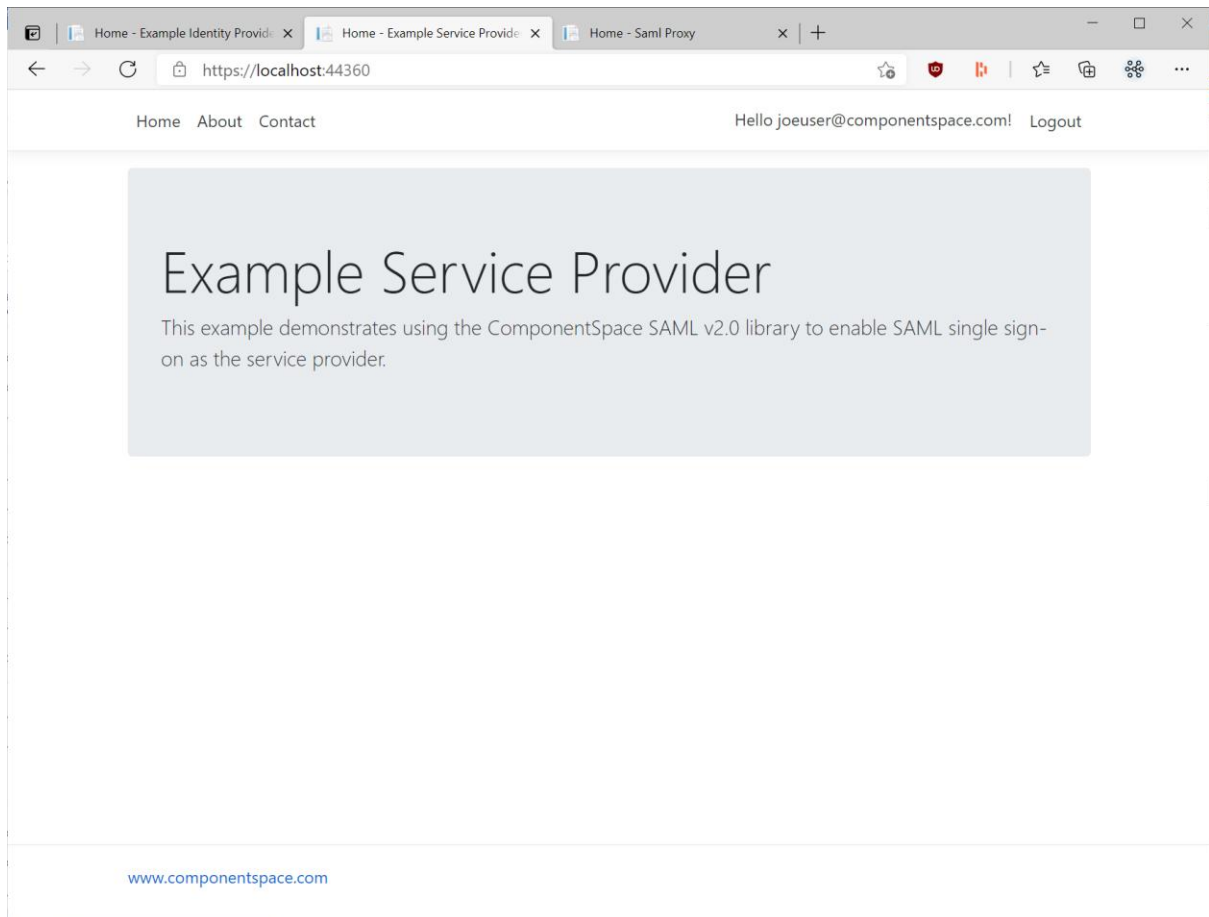 Home - Example Identity Provide
Home - Example Service Provide
Home - Saml Proxy
https://localhost:44360
Home About Contact
Hello joeuser@componentspace.com! Logout
Example Service Provider
This example demonstrates using the ComponentSpace SAML v2.0 library to enable SAML single sign-
on as the service provider.
www.componentspace.com